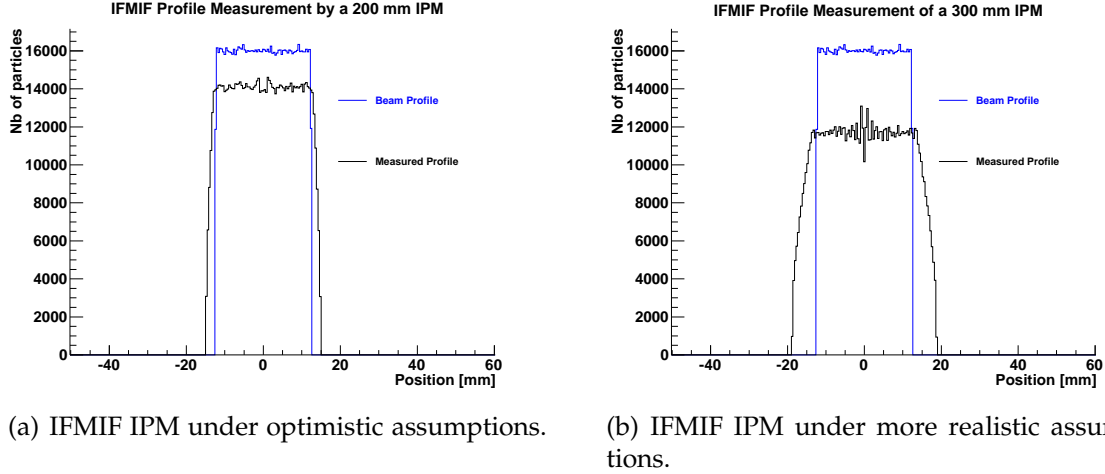 IFMIF Profile Measurement by a 200 mm IPM
Nb of particles
16000
14000
12000
10000
8000
6000
4000
2000
0
Beam Profile
Measured Profile
-40 -20 0 20 40 60
Position [mm]
(a) IFMIF IPM under optimistic assumptions.
IFMIF Profile Measurement of a 300 mm IPM
Nb of particles
16000
14000
12000
10000
8000
6000
4000
2000
0
Beam Profile
Measured Profile
-40 -20 0 20 40 60
Position [mm]
(b) IFMIF IPM under more realistic assum
tions.